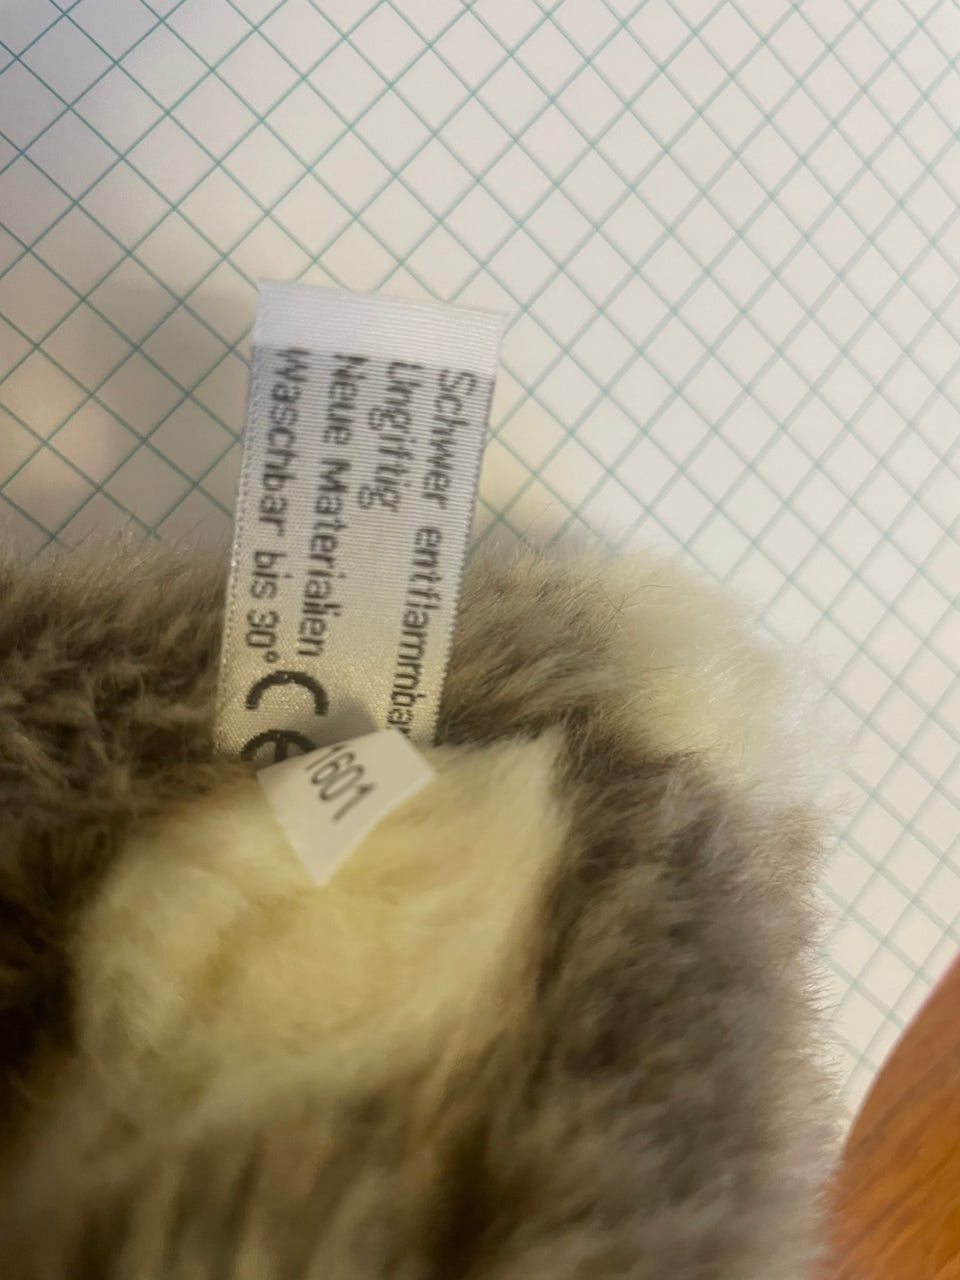 Schwer entflammbar
Ungiftig
Neue Materialien
Waschbar bis 30°
CE
1601